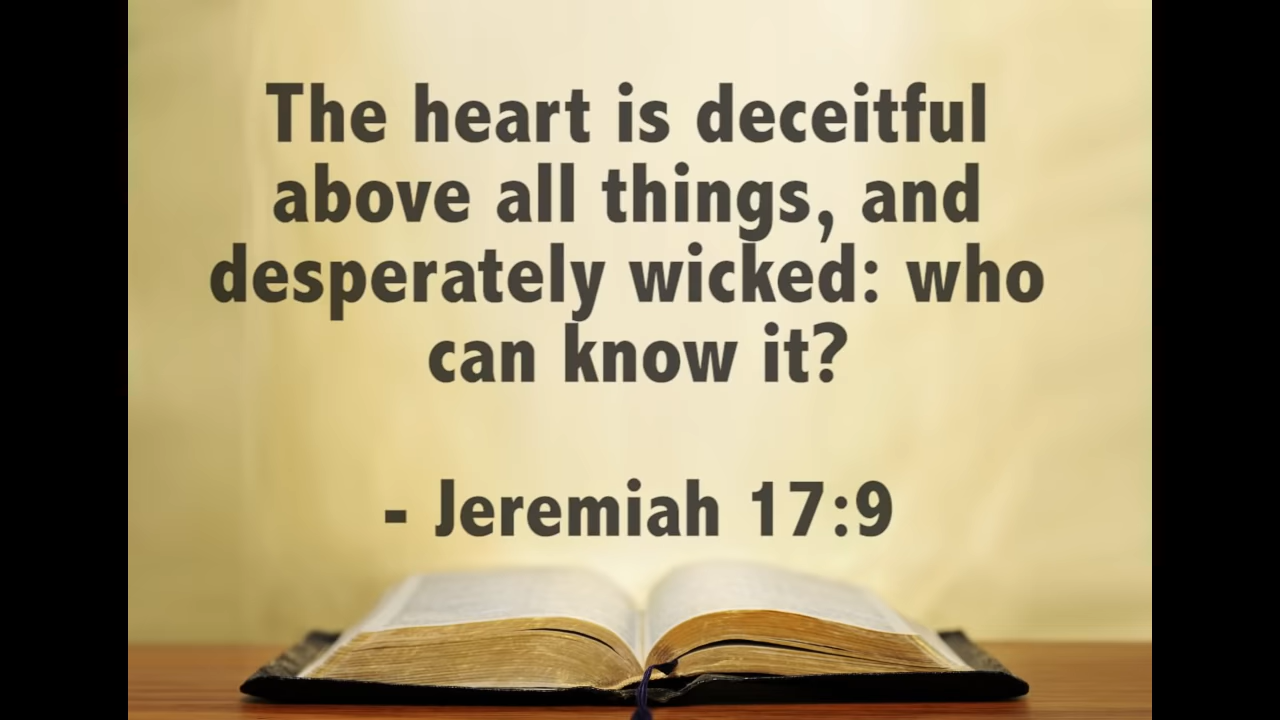 The heart is deceitful
above all things, and
desperately wicked: who
can know it?
- Jeremiah 17:9